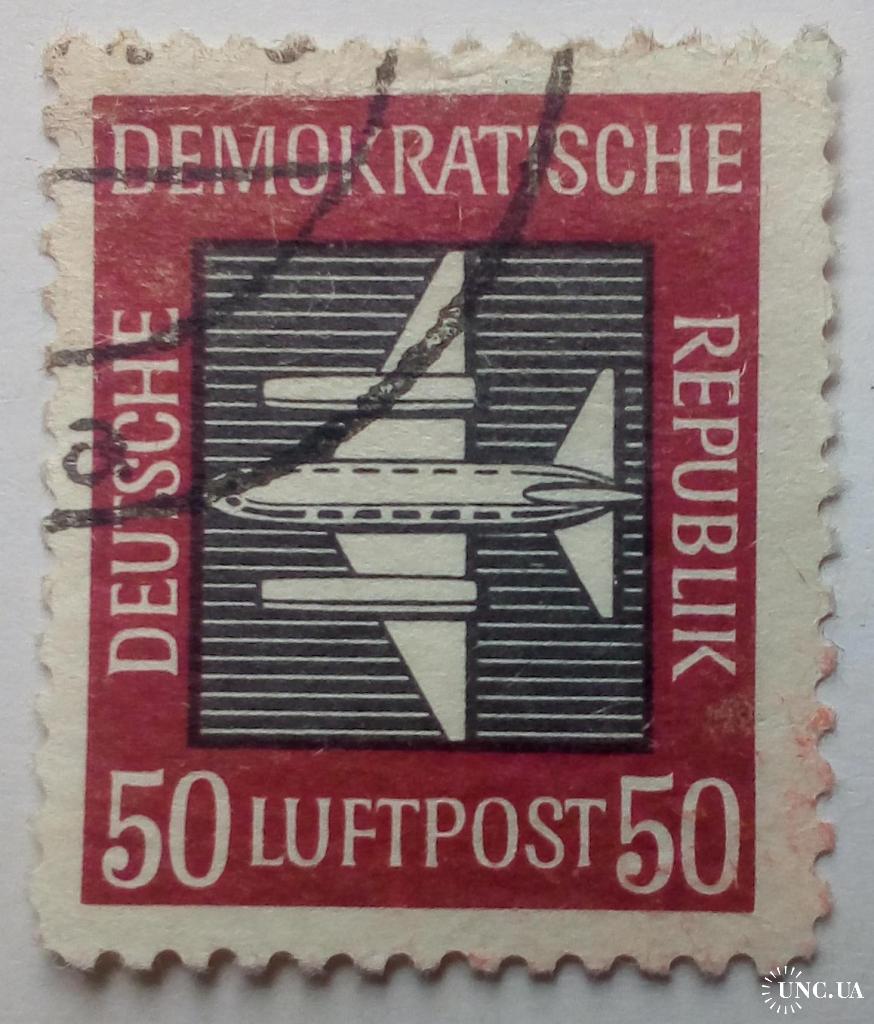 DEUTSCHE
DEMOKRATISCHE
REPUBLIK
50 LUFTPOST 50
UNC.UA